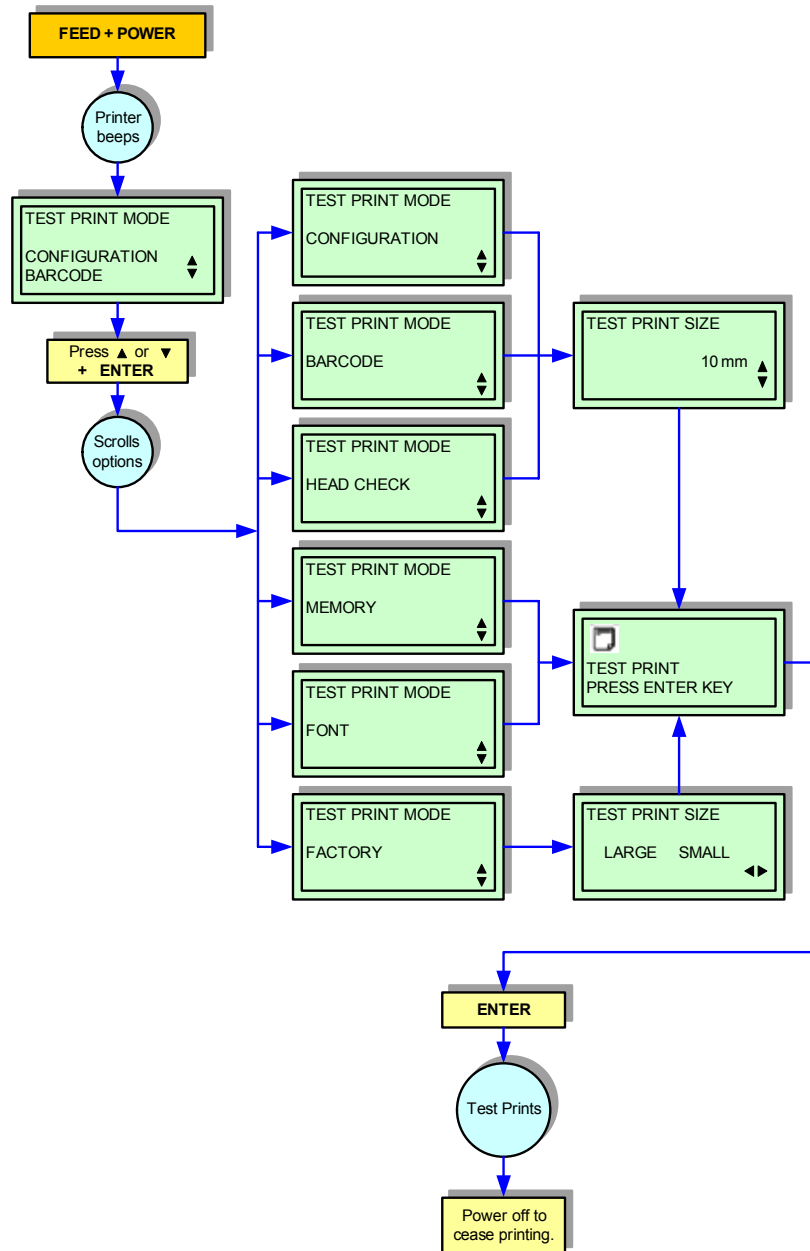 FEED + POWER
Printer
beeps
TEST PRINT MODE
CONFIGURATION
BARCODE
Press ▲ or ▼
+ ENTER
Scrolls
options
TEST PRINT MODE
CONFIGURATION
TEST PRINT MODE
BARCODE
TEST PRINT MODE
HEAD CHECK
TEST PRINT MODE
MEMORY
TEST PRINT MODE
FONT
TEST PRINT MODE
FACTORY
TEST PRINT SIZE
10 mm
TEST PRINT
PRESS ENTER KEY
TEST PRINT SIZE
LARGE SMALL
ENTER
Test Prints
Power off to
cease printing.